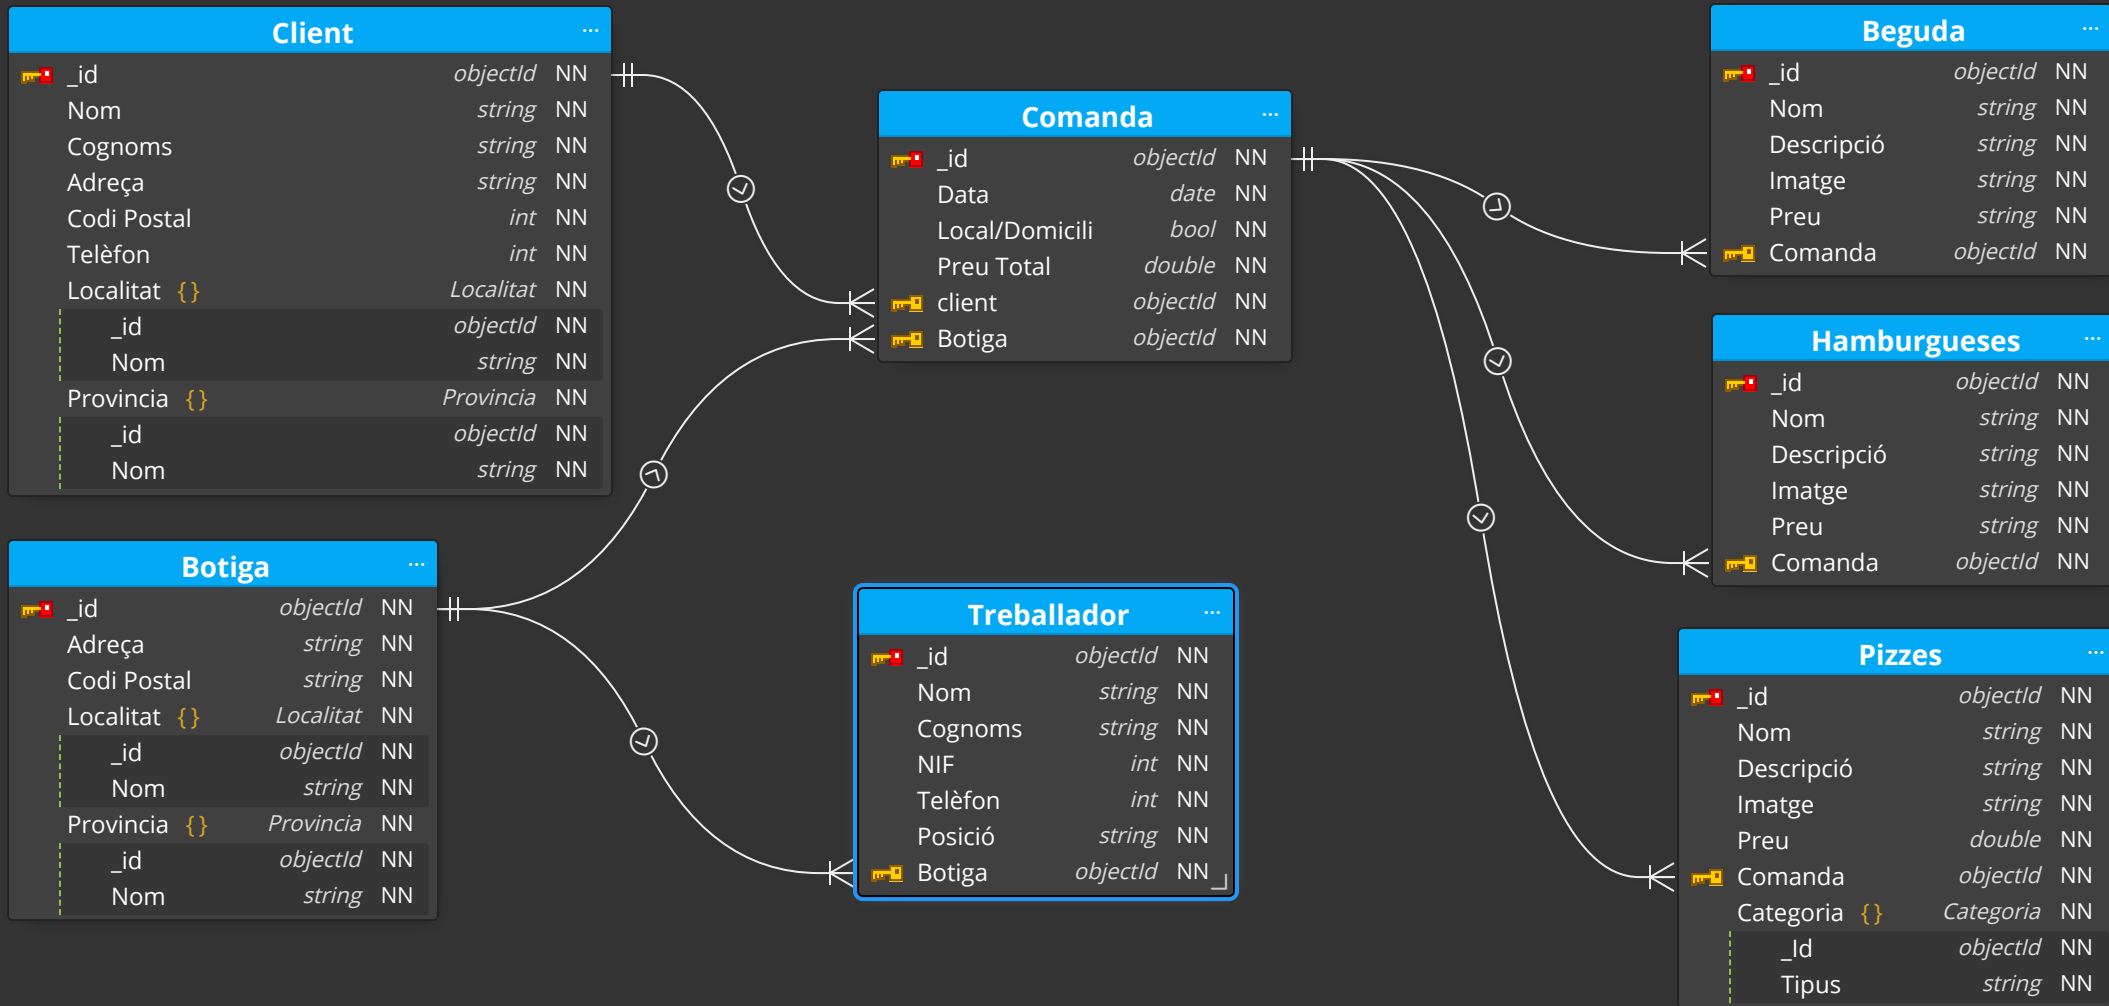 Client ...
_id objectId NN
Nom string NN
Cognoms string NN
Adreça string NN
Codi Postal int NN
Telèfon int NN
Localitat {} Localitat NN
_id objectId NN
Nom string NN
Provincia {} Provincia NN
_id objectId NN
Nom string NN
Botiga ...
_id objectId NN
Adreça string NN
Codi Postal string NN
Localitat {} Localitat NN
_id objectId NN
Nom string NN
Provincia {} Provincia NN
_id objectId NN
Nom string NN
Comanda ...
_id objectId NN
Data date NN
Local/Domicili bool NN
Preu Total double NN
client objectId NN
Botiga objectId NN
Treballador ...
_id objectId NN
Nom string NN
Cognoms string NN
NIF int NN
Telèfon int NN
Posició string NN
Botiga objectId NN
Beguda ...
_id objectId NN
Nom string NN
Descripció string NN
Imatge string NN
Preu string NN
Comanda objectId NN
Hamburgueses ...
_id objectId NN
Nom string NN
Descripció string NN
Imatge string NN
Preu string NN
Comanda objectId NN
Pizzes ...
_id objectId NN
Nom string NN
Descripció string NN
Imatge string NN
Preu double NN
Comanda objectId NN
Categoria {} Categoria NN
_Id objectId NN
Tipus string NN